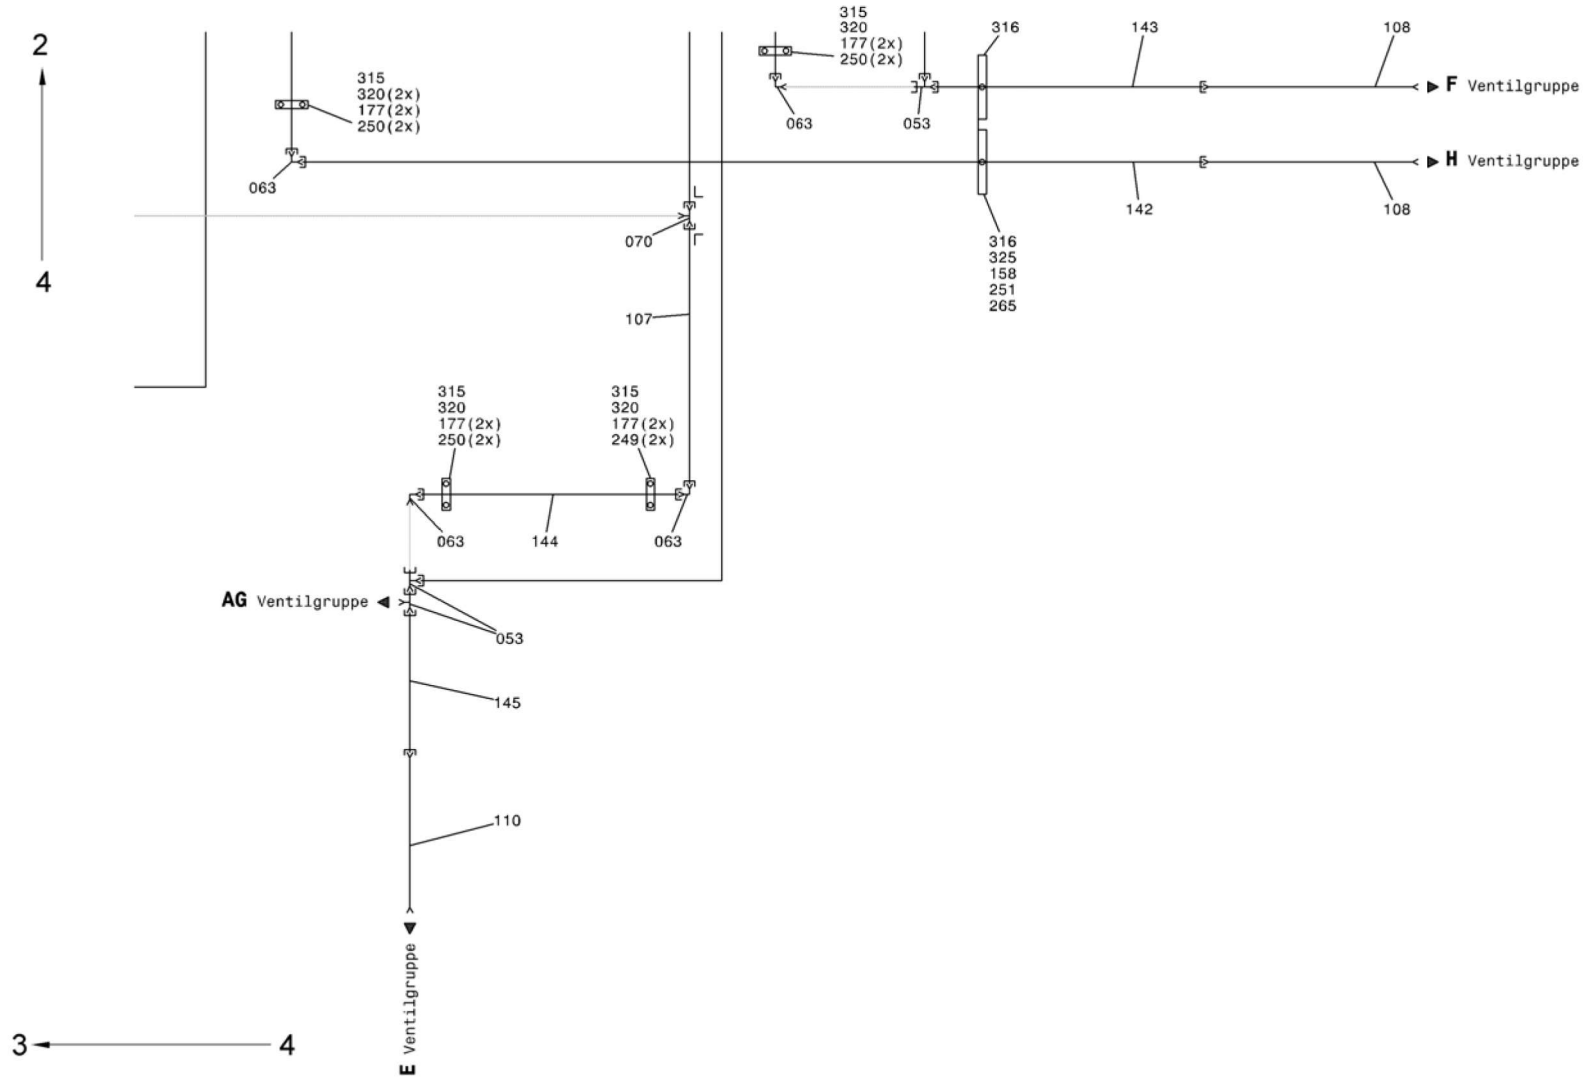 315
320
177(2x)
250(2x)
316
143
108
2
F Ventilgruppe
315
320(2x)
177(2x)
250(2x)
063
053
H Ventilgruppe
063
142
108
070
316
325
158
251
265
4
107
315
320
177(2x)
250(2x)
315
320
177(2x)
249(2x)
063
144
063
AG Ventilgruppe
053
145
110
E Ventilgruppe
3
4